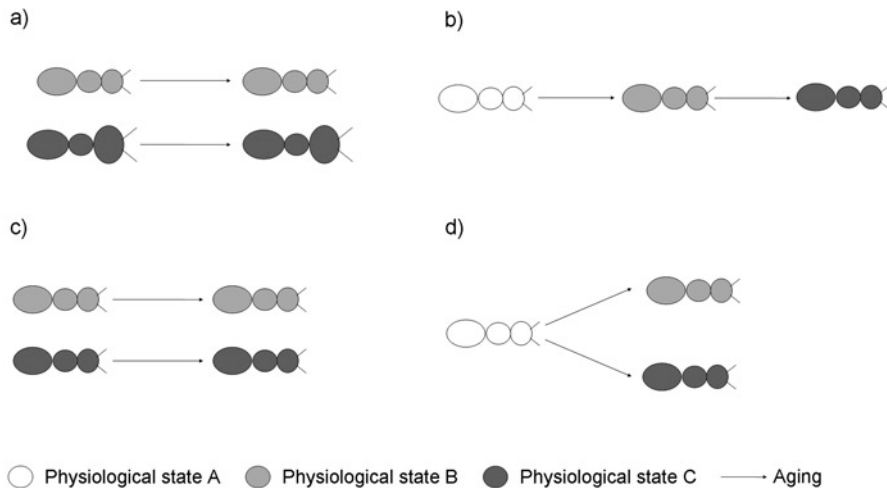 a)
b)
c)
d)
Physiological state A
Physiological state B
Physiological state C
Aging